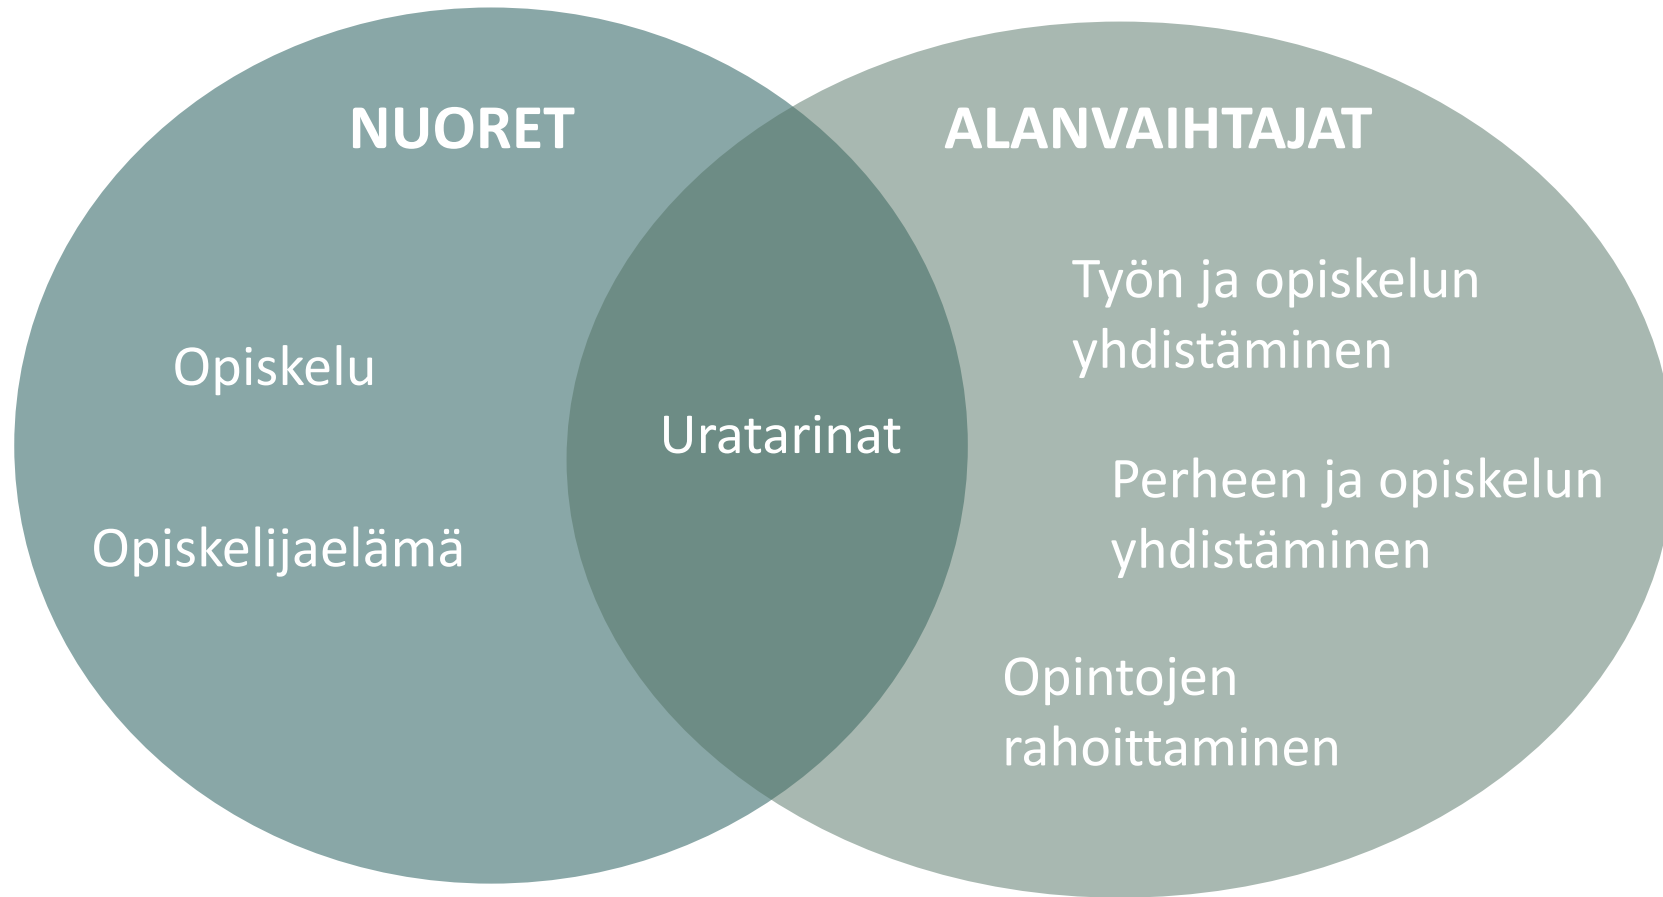 NUORET
Opiskelu
Opiskelijaelämä
Uratarinat
ALANVAIHTAJAT
Työn ja opiskelun
yhdistäminen
Perheen ja opiskelun
yhdistäminen
Opintojen
rahoittaminen